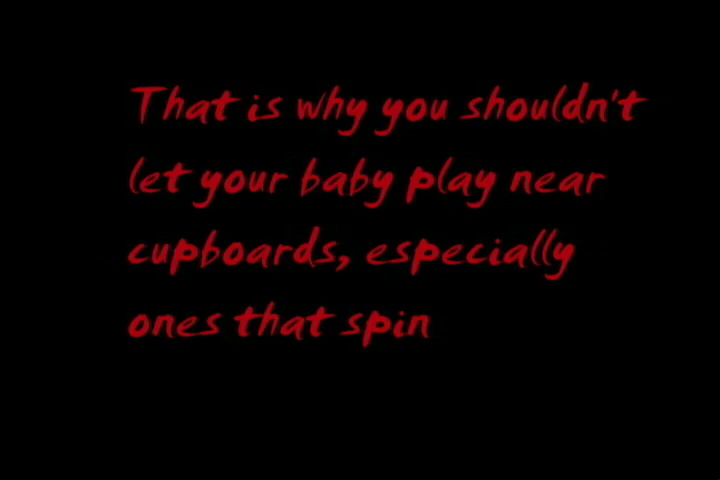 That is why you shouldn't
let your baby play near
cupboards, especially
ones that spin